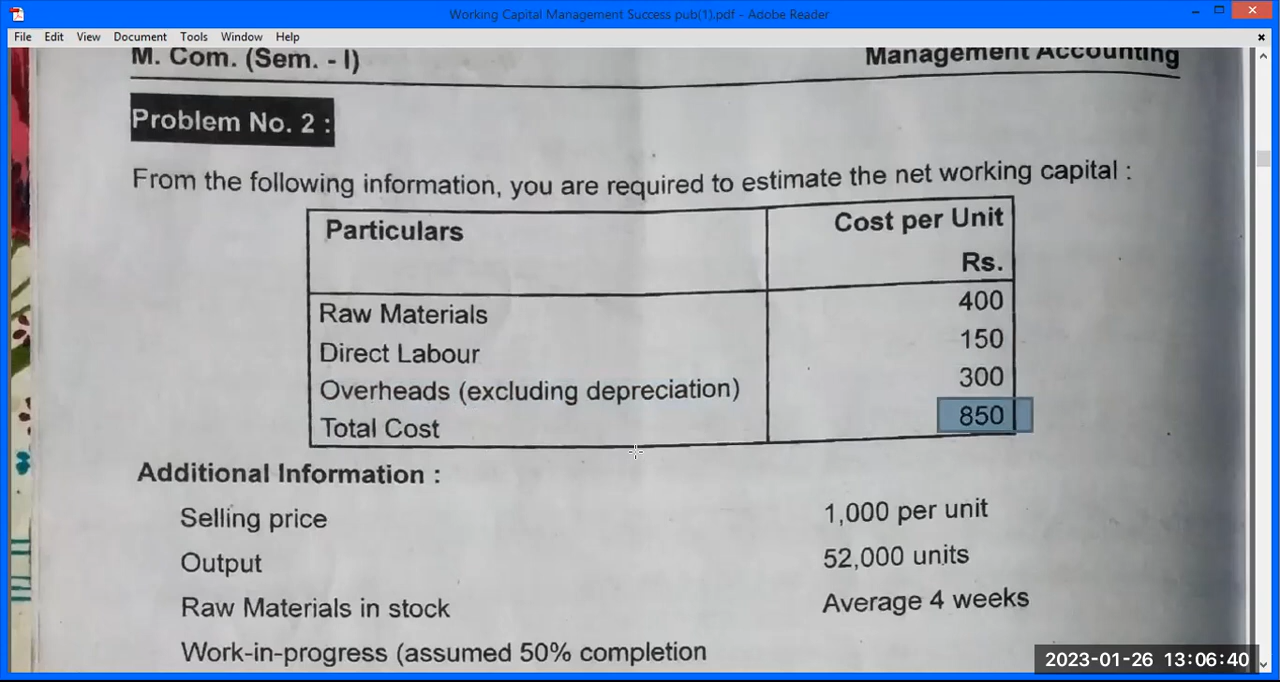 Working Capital Management Success pub(1).pdf - Adobe Reader
File Edit View Document Tools Window Help
M. Com. (Sem. - I) Management Accounting
Problem No. 2 :
From the following information, you are required to estimate the net working capital :
Particulars Cost per Unit
Rs.
Raw Materials 400
Direct Labour 150
Overheads (excluding depreciation) 300
Total Cost 850
Additional Information :
Selling price 1,000 per unit
Output 52,000 units
Raw Materials in stock Average 4 weeks
Work-in-progress (assumed 50% completion
2023-01-26 13:06:40